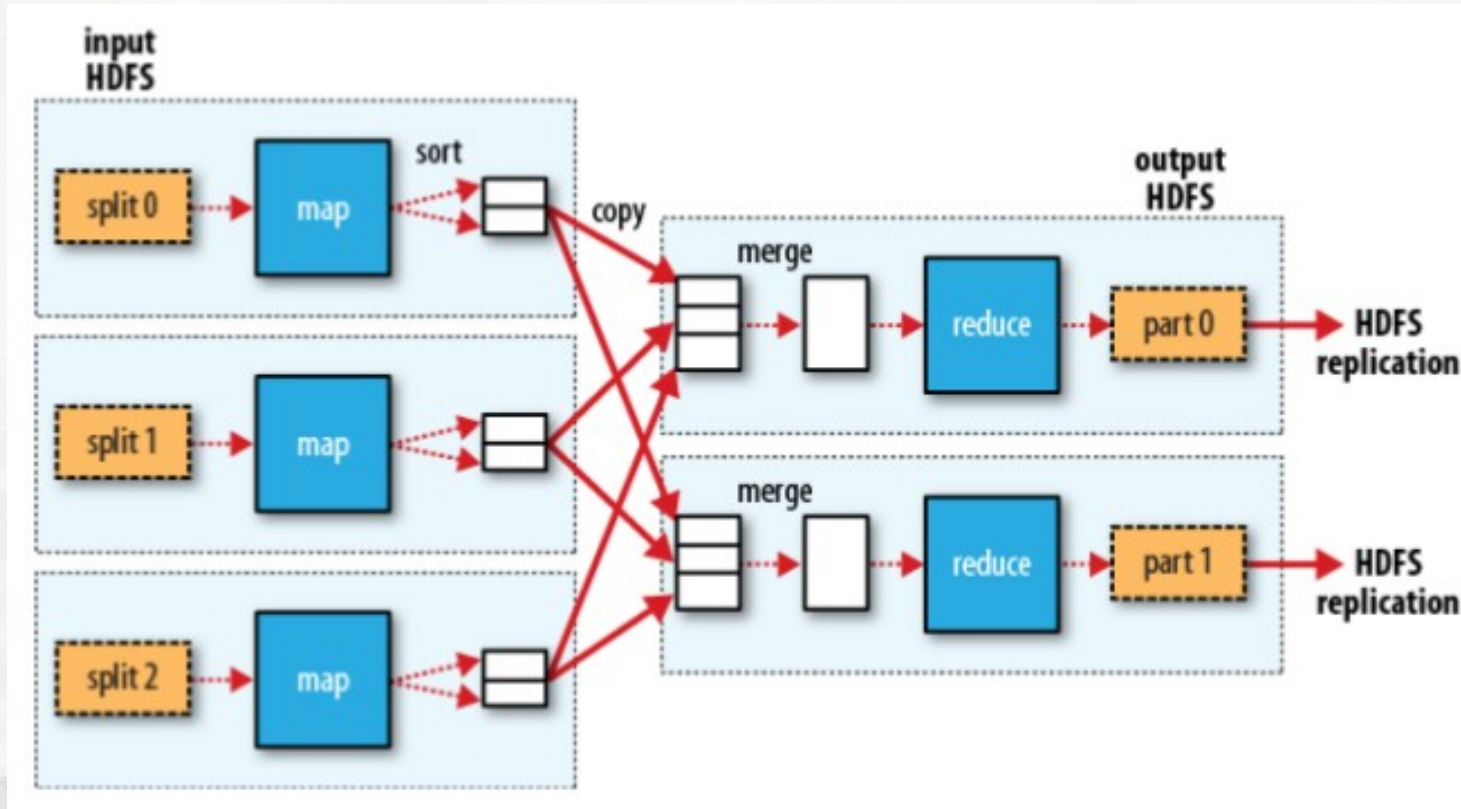 input
HDFS
split 0
map
sort
copy
split 1
map
split 2
map
output
HDFS
merge
reduce
part 0
HDFS
replication
merge
reduce
part 1
HDFS
replication